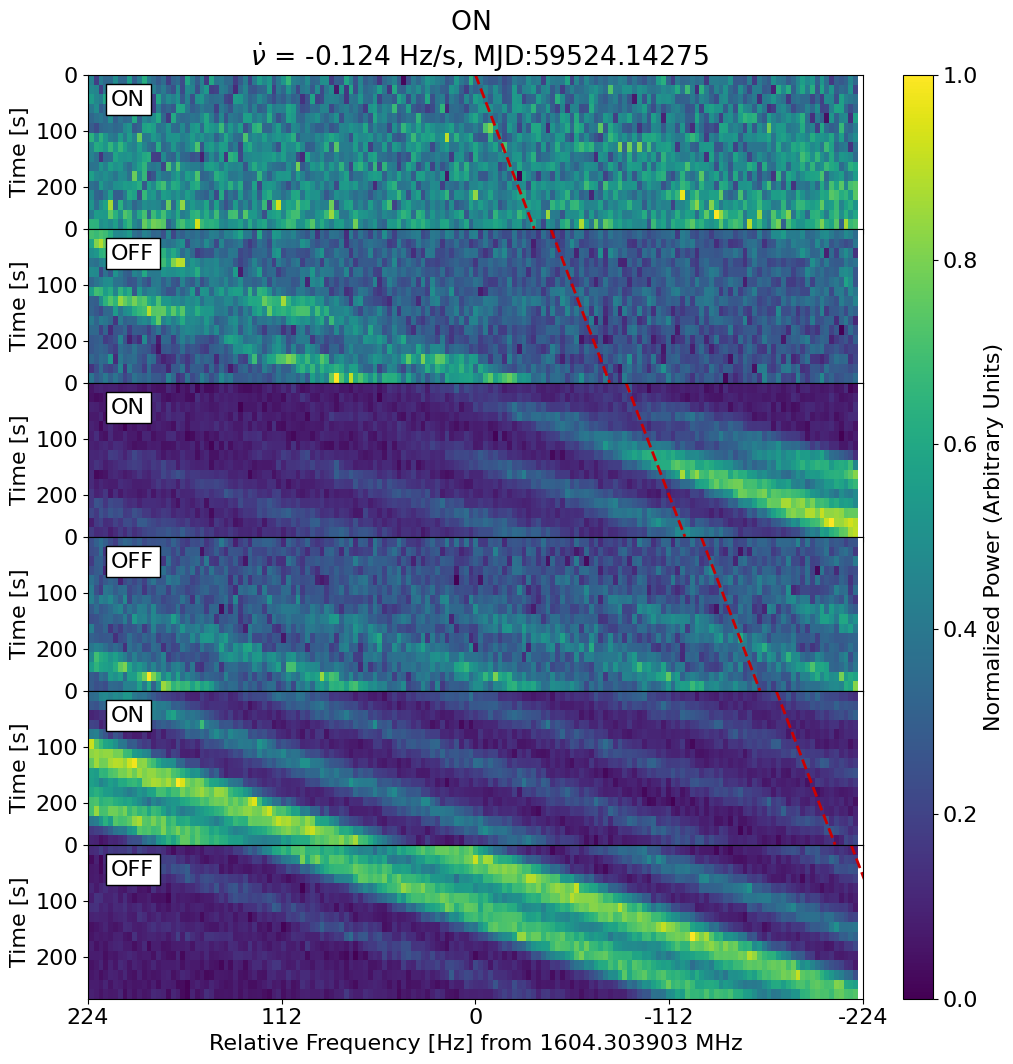 ON
ν̇ = -0.124 Hz/s, MJD:59524.14275
0
ON
100
Time [s]
200
0
OFF
100
Time [s]
200
0
ON
100
Time [s]
200
0
OFF
100
Time [s]
200
0
ON
100
Time [s]
200
0
OFF
100
Time [s]
200
224 112 0 -112 -224
Relative Frequency [Hz] from 1604.303903 MHz
1.0
0.8
0.6
0.4
0.2
0.0
Normalized Power (Arbitrary Units)